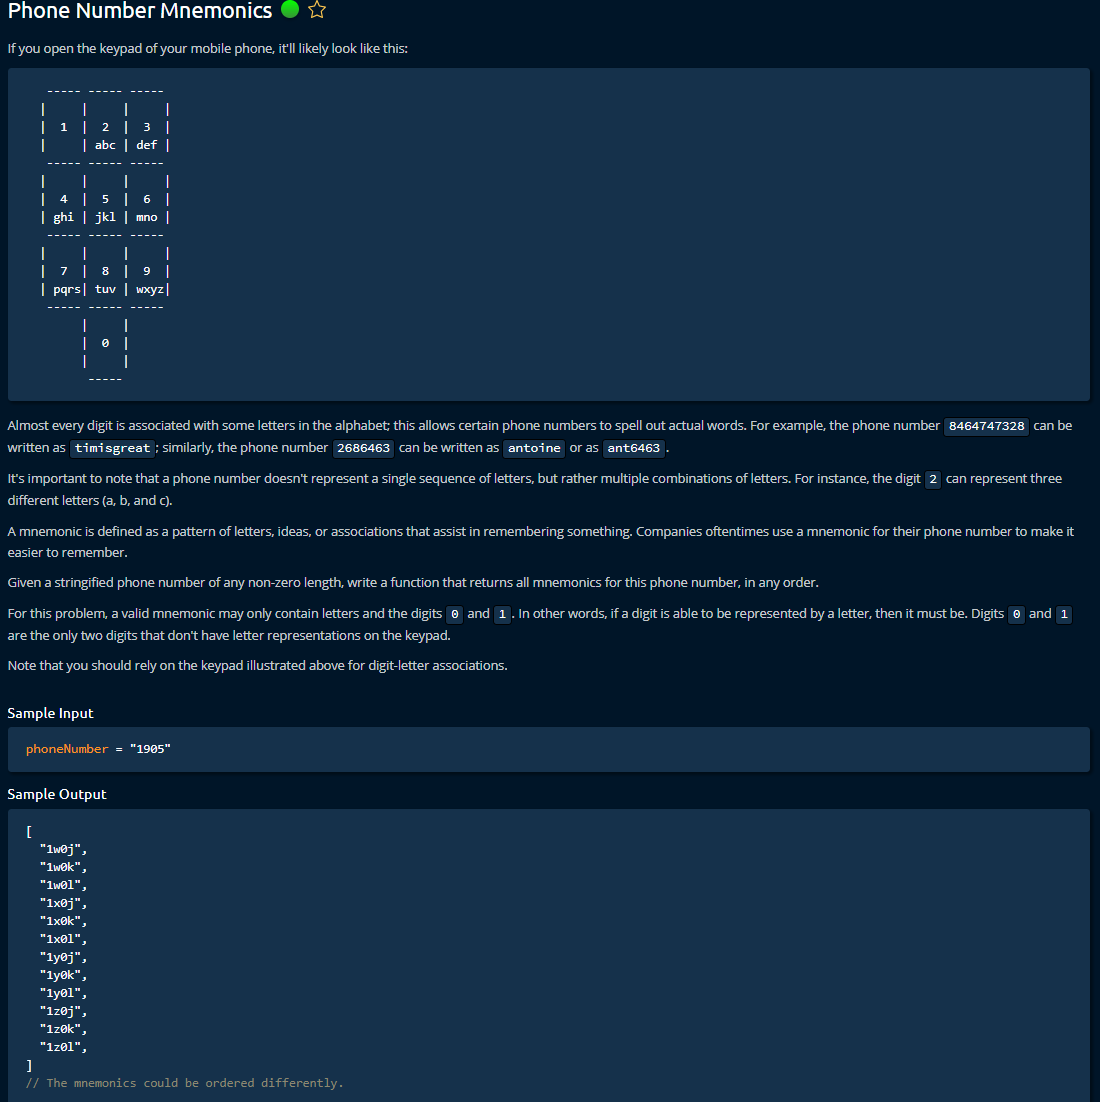 Phone Number Mnemonics
If you open the keypad of your mobile phone, it'll likely look like this:
 ----- ----- -----
|     |     |     |
|  1  |  2  |  3  |
|     | abc | def |
 ----- ----- -----
|     |     |     |
|  4  |  5  |  6  |
| ghi | jkl | mno |
 ----- ----- -----
|     |     |     |
|  7  |  8  |  9  |
| pqrs| tuv | wxyz|
 ----- ----- -----
      |     |
      |  0  |
      |     |
       -----
Almost every digit is associated with some letters in the alphabet; this allows certain phone numbers to spell out actual words. For example, the phone number 8464747328 can be
written as timisgreat; similarly, the phone number 2686463 can be written as antoine or as ant6463.
It's important to note that a phone number doesn't represent a single sequence of letters, but rather multiple combinations of letters. For instance, the digit 2 can represent three
different letters (a, b, and c).
A mnemonic is defined as a pattern of letters, ideas, or associations that assist in remembering something. Companies oftentimes use a mnemonic for their phone number to make it
easier to remember.
Given a stringified phone number of any non-zero length, write a function that returns all mnemonics for this phone number, in any order.
For this problem, a valid mnemonic may only contain letters and the digits 0 and 1. In other words, if a digit is able to be represented by a letter, then it must be. Digits 0 and 1
are the only two digits that don't have letter representations on the keypad.
Note that you should rely on the keypad illustrated above for digit-letter associations.
Sample Input
phoneNumber = "1905"
Sample Output
[
"1w0j",
"1w0k",
"1w0l",
"1x0j",
"1x0k",
"1x0l",
"1y0j",
"1y0k",
"1y0l",
"1z0j",
"1z0k",
"1z0l",
]
// The mnemonics could be ordered differently.